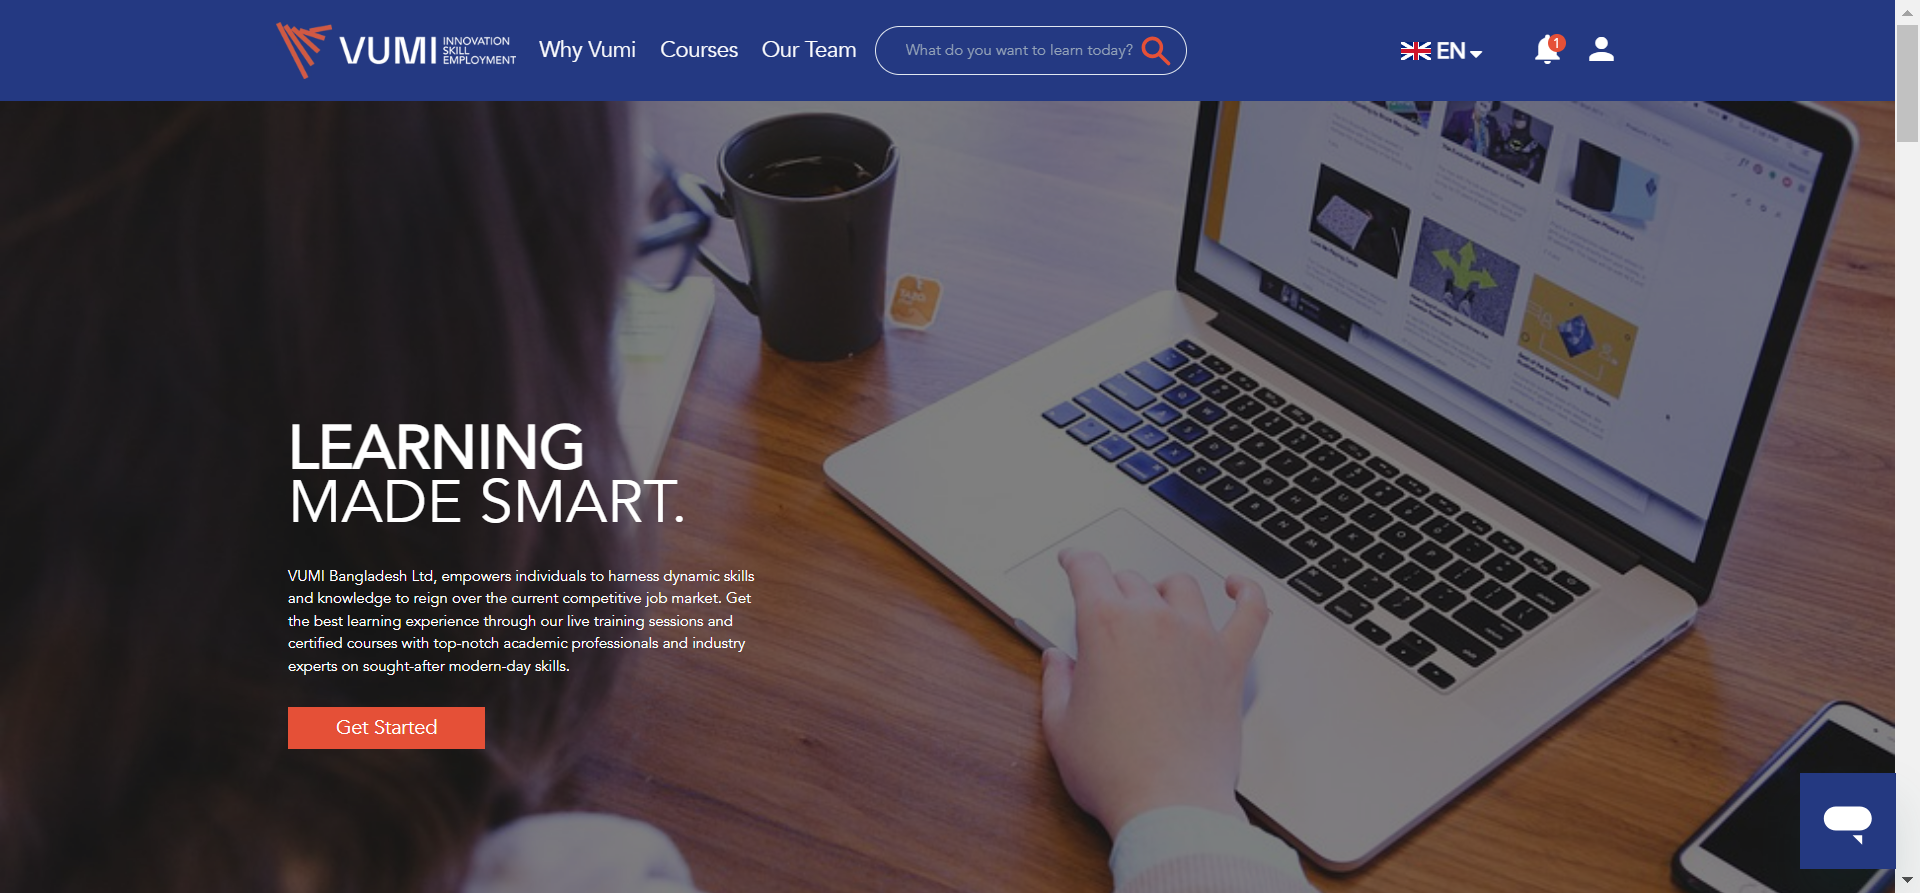 VUMI
INNOVATION
SKILL
EMPLOYMENT
Why Vumi
Courses
Our Team
What do you want to learn today?
EN
1
LEARNING
MADE SMART.
VUMI Bangladesh Ltd, empowers individuals to harness dynamic skills
and knowledge to reign over the current competitive job market. Get
the best learning experience through our live training sessions and
certified courses with top-notch academic professionals and industry
experts on sought-after modern-day skills.
Get Started